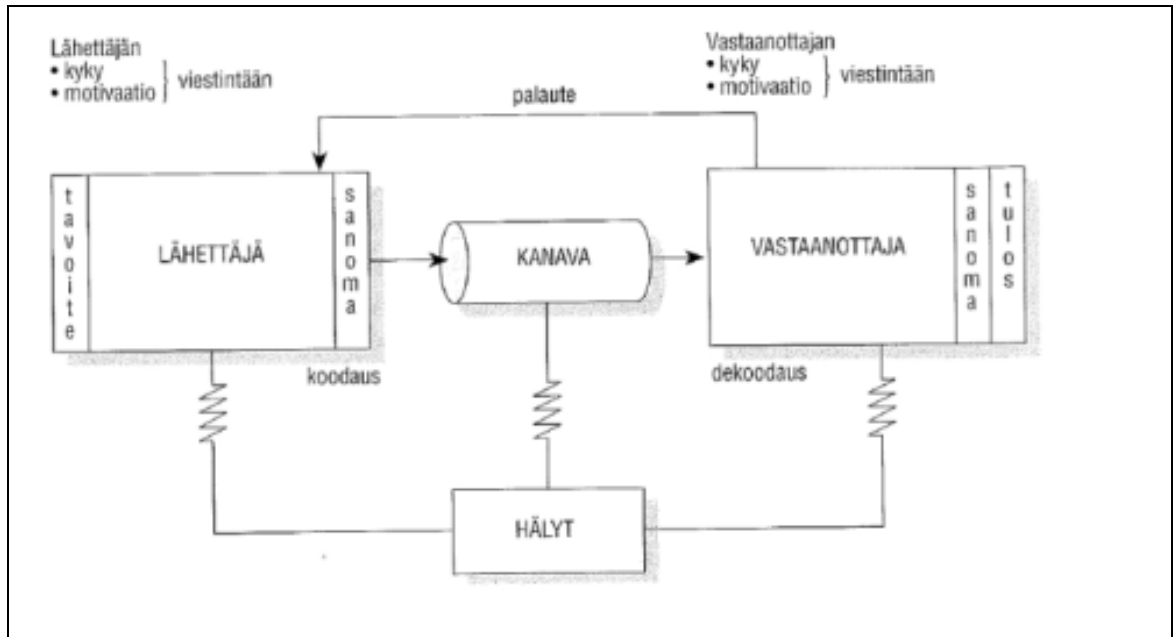 Lähettäjän
• kyky
• motivaatio
viestintään
Vastaanottajan
• kyky
• motivaatio
viestintään
palaute
tavoite
LÄHETTÄJÄ
sanoma
KANAVA
VASTAANOTTAJA
sanoma
tulos
koodaus
dekoodaus
HÄLYT